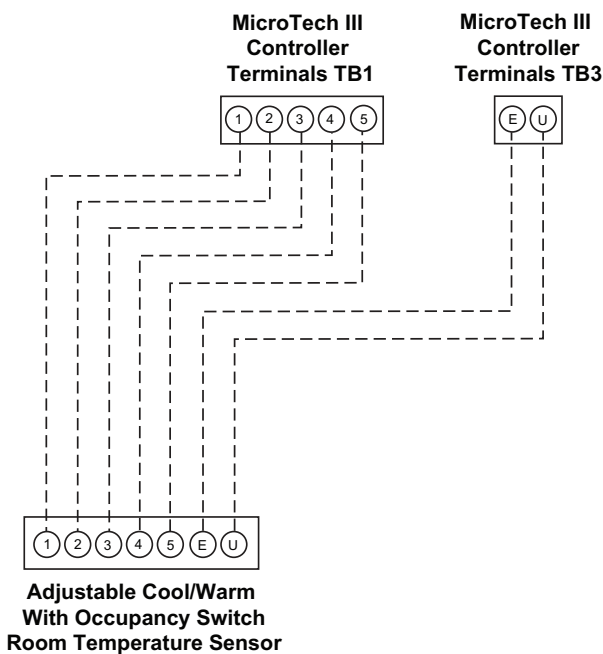 MicroTech III
Controller
Terminals TB1
MicroTech III
Controller
Terminals TB3
1 2 3 4 5
E U
1 2 3 4 5 E U
Adjustable Cool/Warm
With Occupancy Switch
Room Temperature Sensor